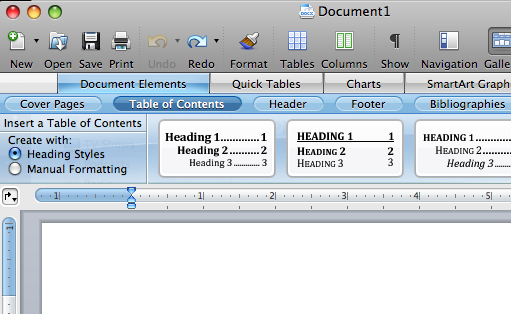 Document1
New Open Save Print Undo Redo Format Tables Columns Show Navigation Galle
Document Elements Quick Tables Charts SmartArt Graph
Cover Pages Table of Contents Header Footer Bibliographies
Insert a Table of Contents
Create with:
Heading Styles
Manual Formatting
Heading 1............ 1
Heading 2.......... 2
Heading 3............ 3
HEADING 1 1
HEADING 2 2
HEADING 3 3
HEADING 1................
Heading 2............
Heading 3..........
1 1 2 3 4 5
1